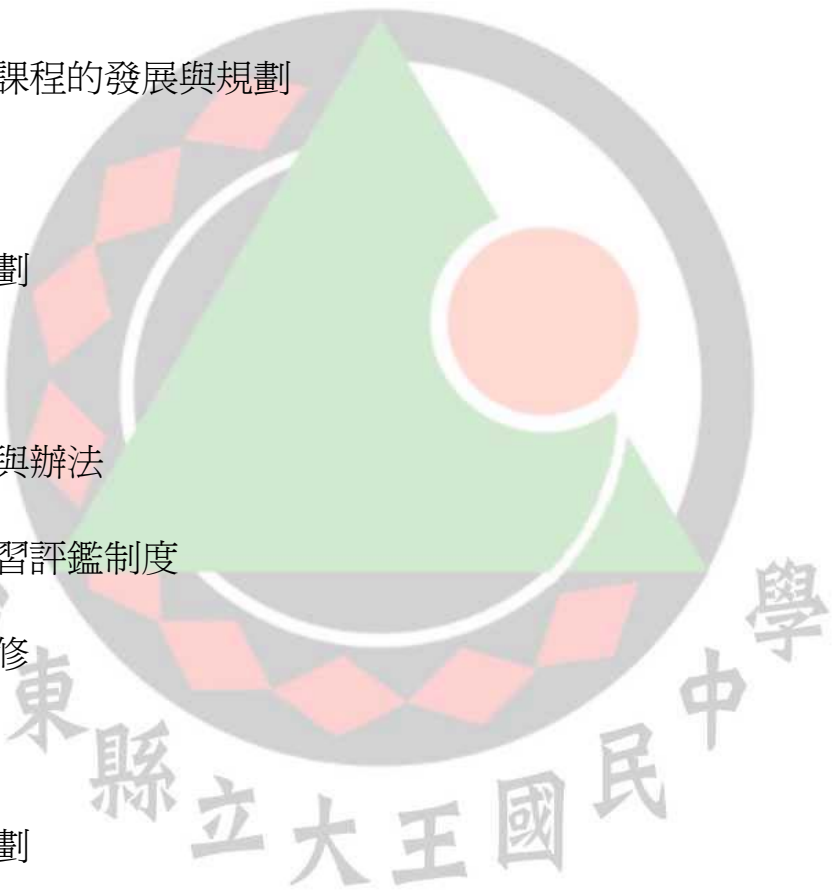 課程的發展與規劃
劃
與辦法
習評鑑制度
修
劃
東縣立大王國民中學